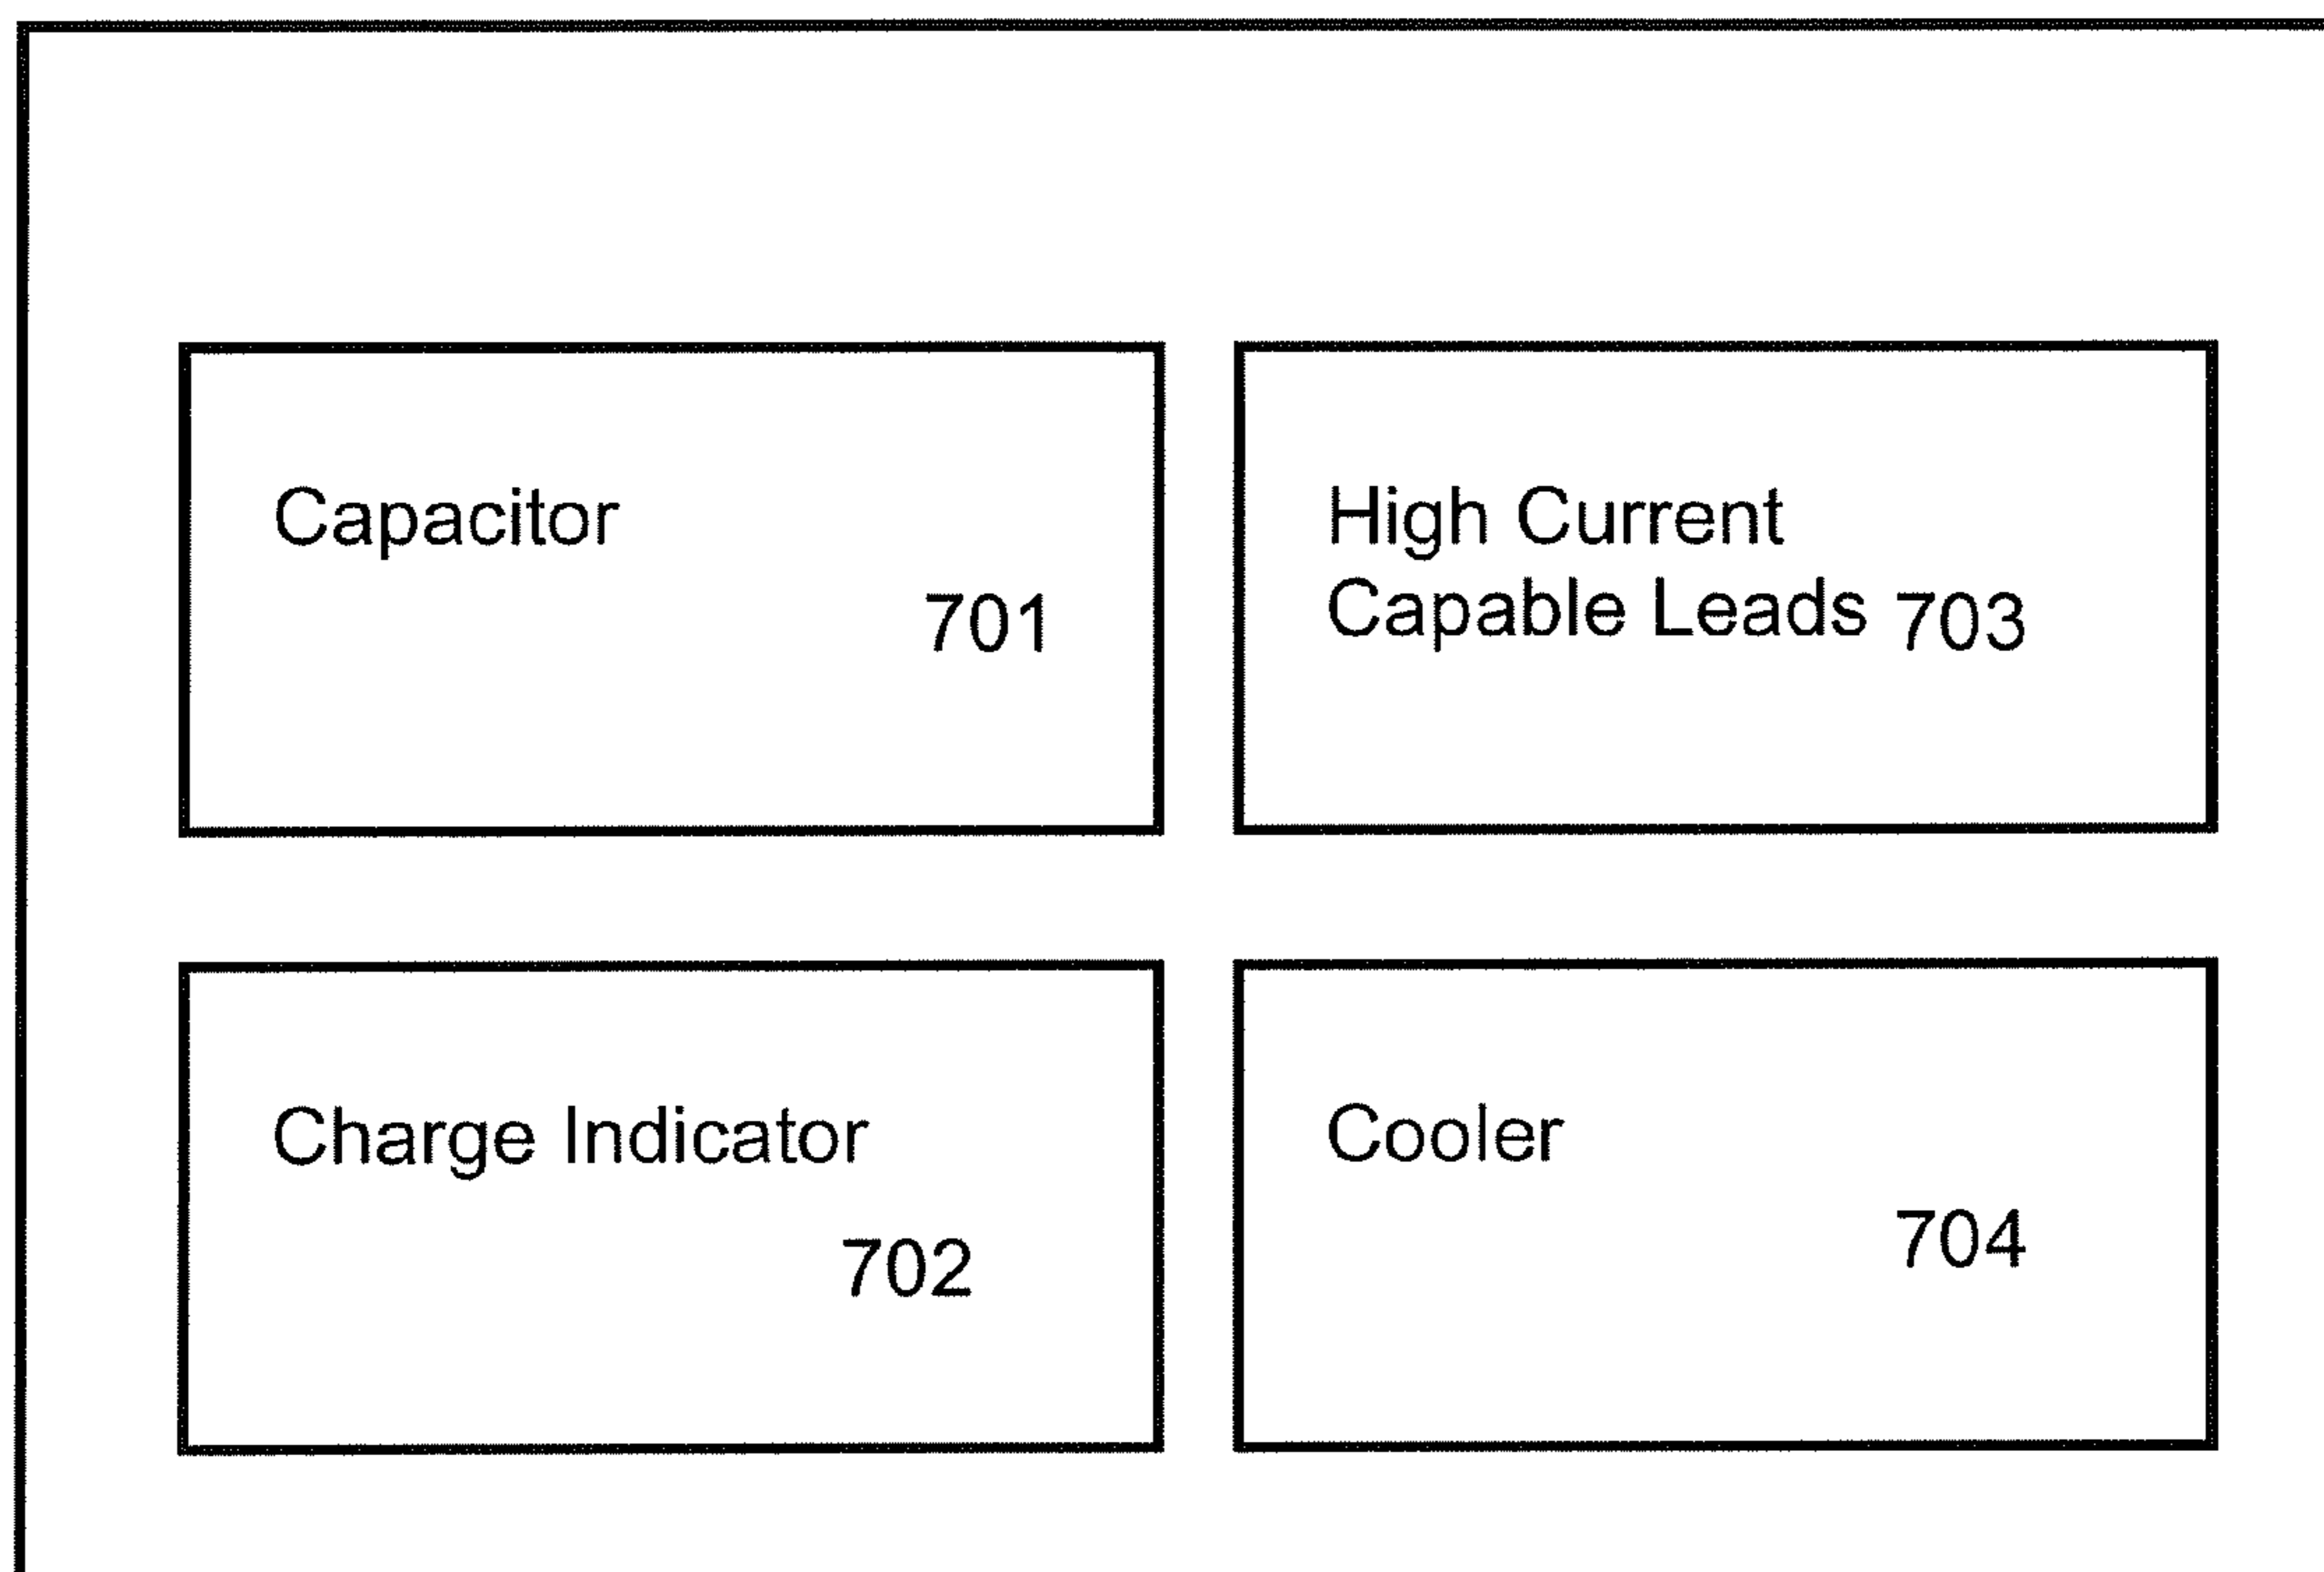 Capacitor
701
High Current
Capable Leads 703
Charge Indicator
702
Cooler
704